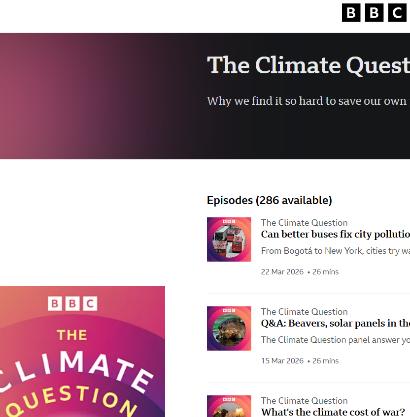 BBC
The Climate Quest
Why we find it so hard to save our own
Episodes (286 available)
The Climate Question
Can better buses fix city pollutio
From Bogotá to New York, cities try wa
22 Mar 2026 • 26 mins
The Climate Question
Q&A: Beavers, solar panels in the
The Climate Question panel answer yo
15 Mar 2026 • 26 mins
The Climate Question
What's the climate cost of war?
BBC
THE
CLIMATE
QUESTION